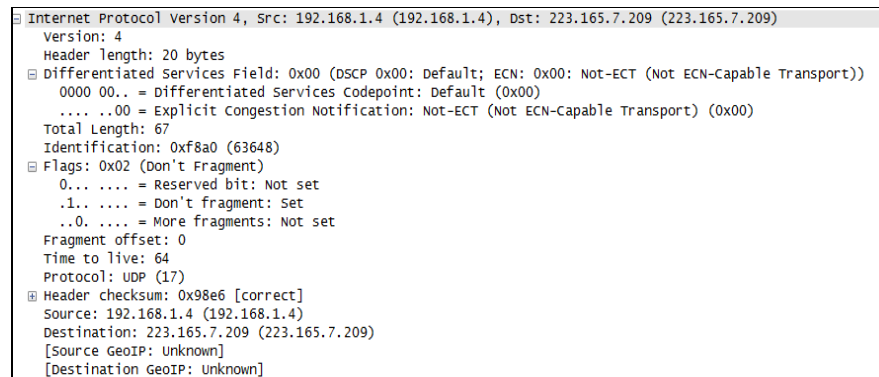 Internet Protocol Version 4, Src: 192.168.1.4 (192.168.1.4), Dst: 223.165.7.209 (223.165.7.209)
Version: 4
Header length: 20 bytes
Differentiated Services Field: 0x00 (DSCP 0x00: Default; ECN: 0x00: Not-ECT (Not ECN-Capable Transport))
0000 00.. = Differentiated Services Codepoint: Default (0x00)
.... ..00 = Explicit Congestion Notification: Not-ECT (Not ECN-Capable Transport) (0x00)
Total Length: 67
Identification: 0xf8a0 (63648)
Flags: 0x02 (Don't Fragment)
0... .... = Reserved bit: Not set
.1.. .... = Don't fragment: Set
..0. .... = More fragments: Not set
Fragment offset: 0
Time to live: 64
Protocol: UDP (17)
Header checksum: 0x98e6 [correct]
Source: 192.168.1.4 (192.168.1.4)
Destination: 223.165.7.209 (223.165.7.209)
[Source GeoIP: Unknown]
[Destination GeoIP: Unknown]